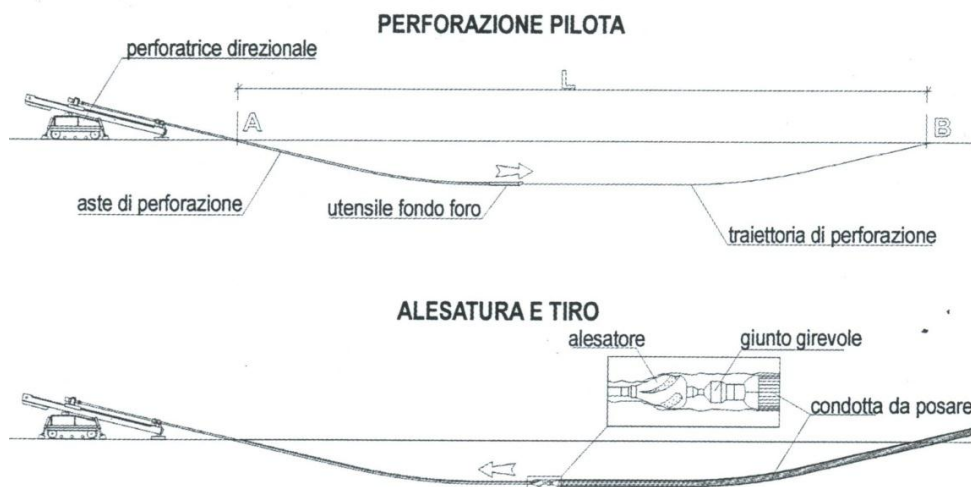 PERFORAZIONE PILOTA
perforatrice direzionale
L
A
B
aste di perforazione
utensile fondo foro
traiettoria di perforazione
ALESATURA E TIRO
alesatore
giunto girevole
condotta da posare